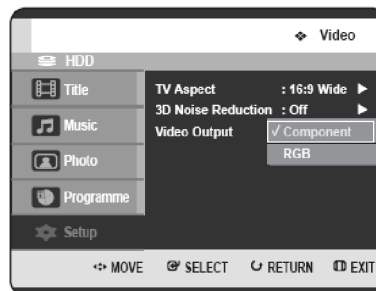 Video
HDD
Title
Music
Photo
Programme
Setup
TV Aspect : 16:9 Wide
3D Noise Reduction : Off
Video Output √ Component
RGB
MOVE SELECT RETURN EXIT